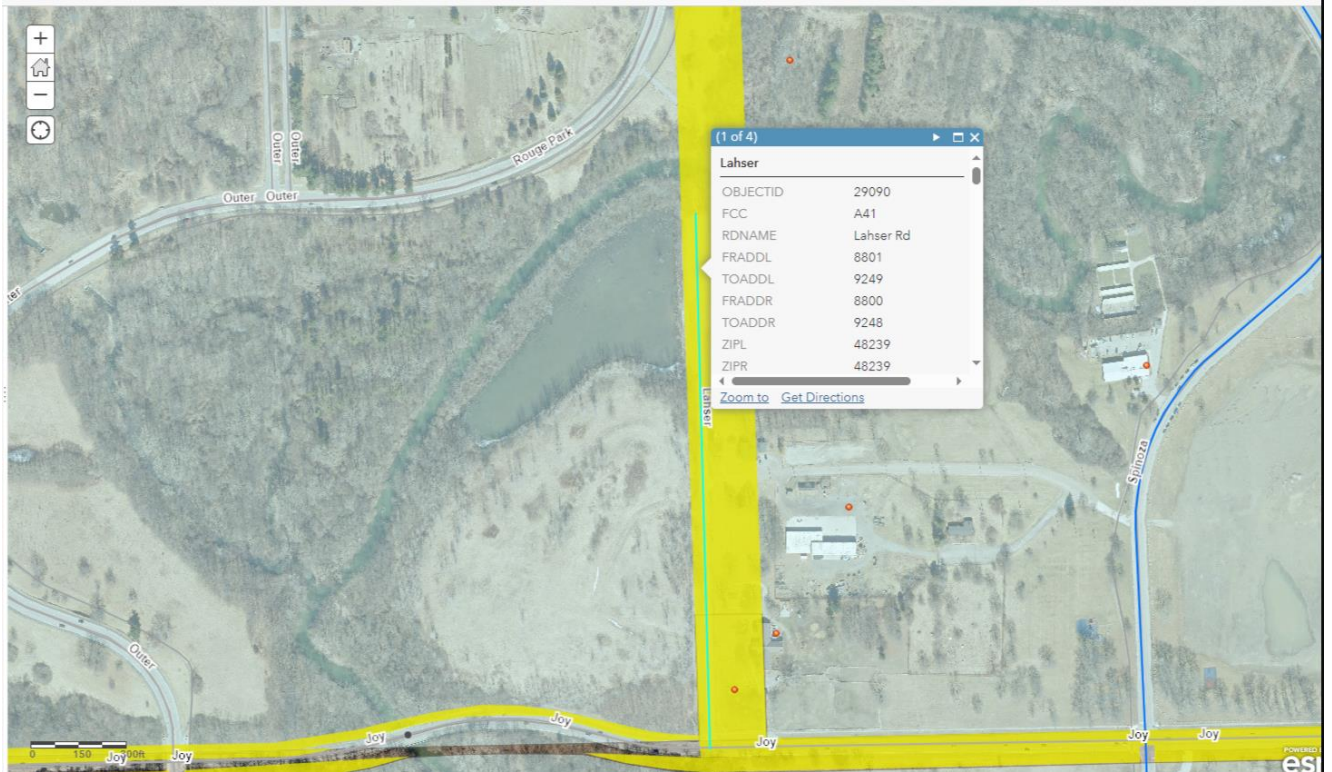 +
−
Outer
Outer
Rouge Park
Outer Outer
(1 of 4)
Lahser
OBJECTID 29090
FCC A41
RDNAME Lahser Rd
FRADDL 8801
TOADDL 9249
FRADDR 8800
TOADDR 9248
ZIPL 48239
ZIPR 48239
Zoom to Get Directions
Lahser
Spinoza
Outer
Joy
Joy
Joy
Joy
Joy
0 150 300ft
Joy
Joy
POWERED
esri